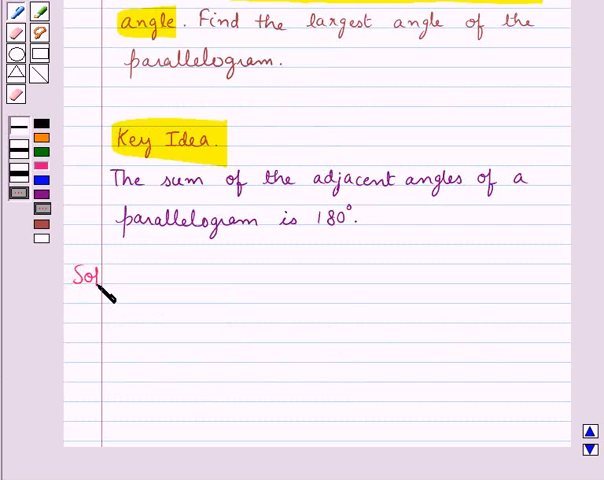 angle. Find the largest angle of the
parallelogram.
Key Idea.
The sum of the adjacent angles of a
parallelogram is 180°.
Sol